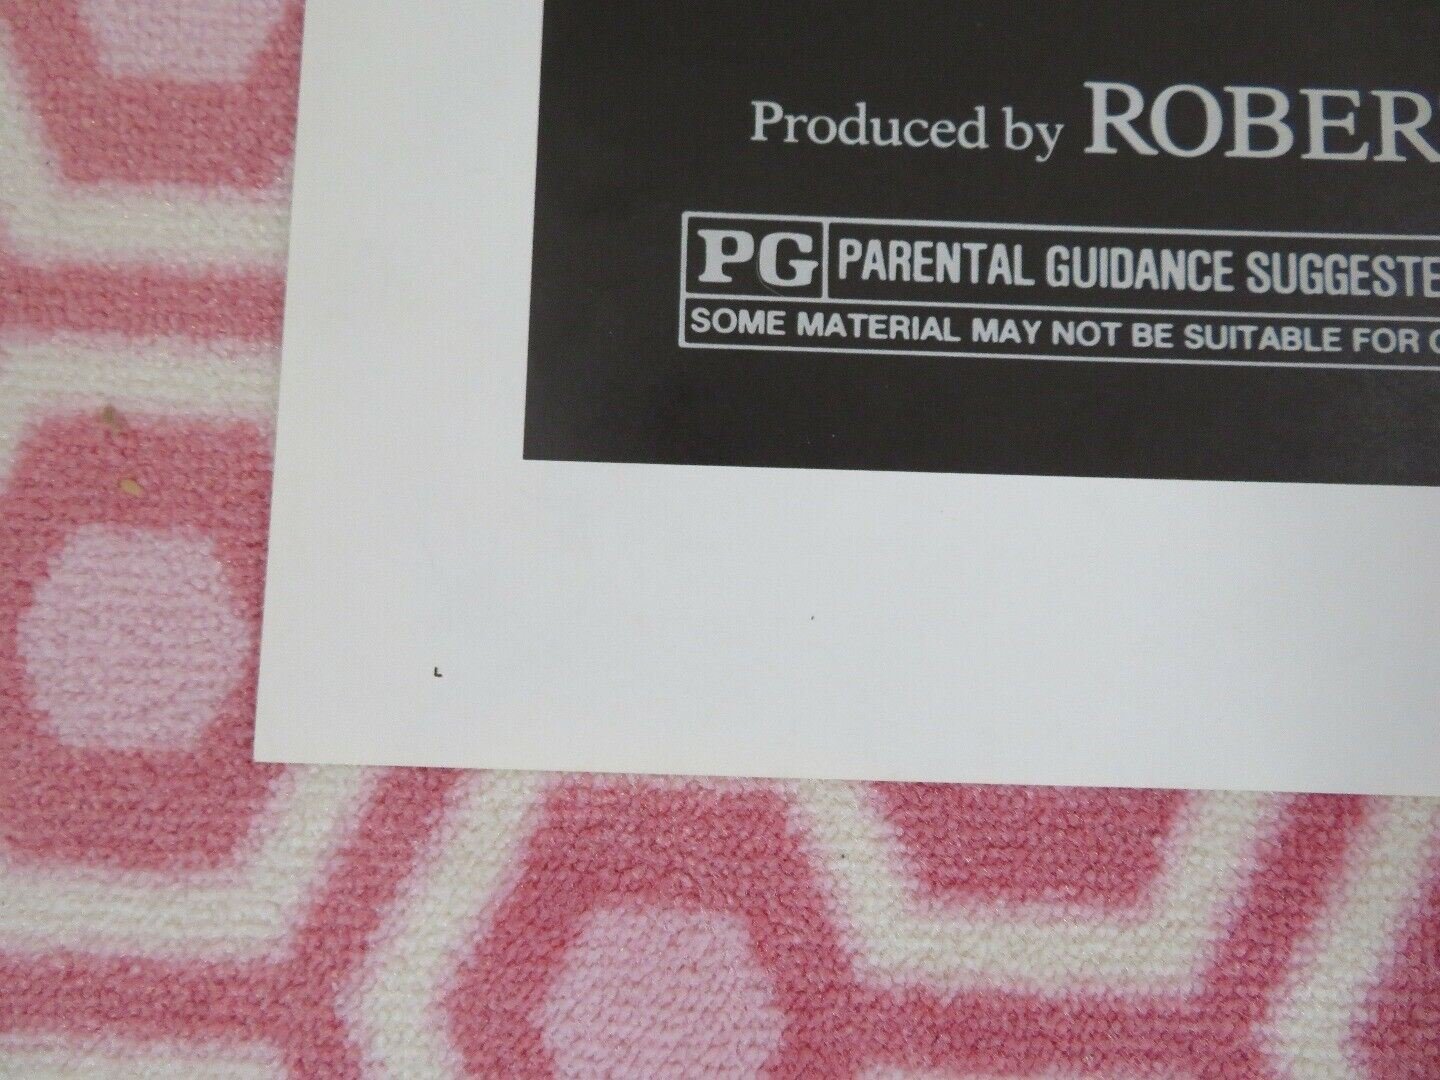 Produced by ROBER
PG PARENTAL GUIDANCE SUGGESTE
SOME MATERIAL MAY NOT BE SUITABLE FOR
L